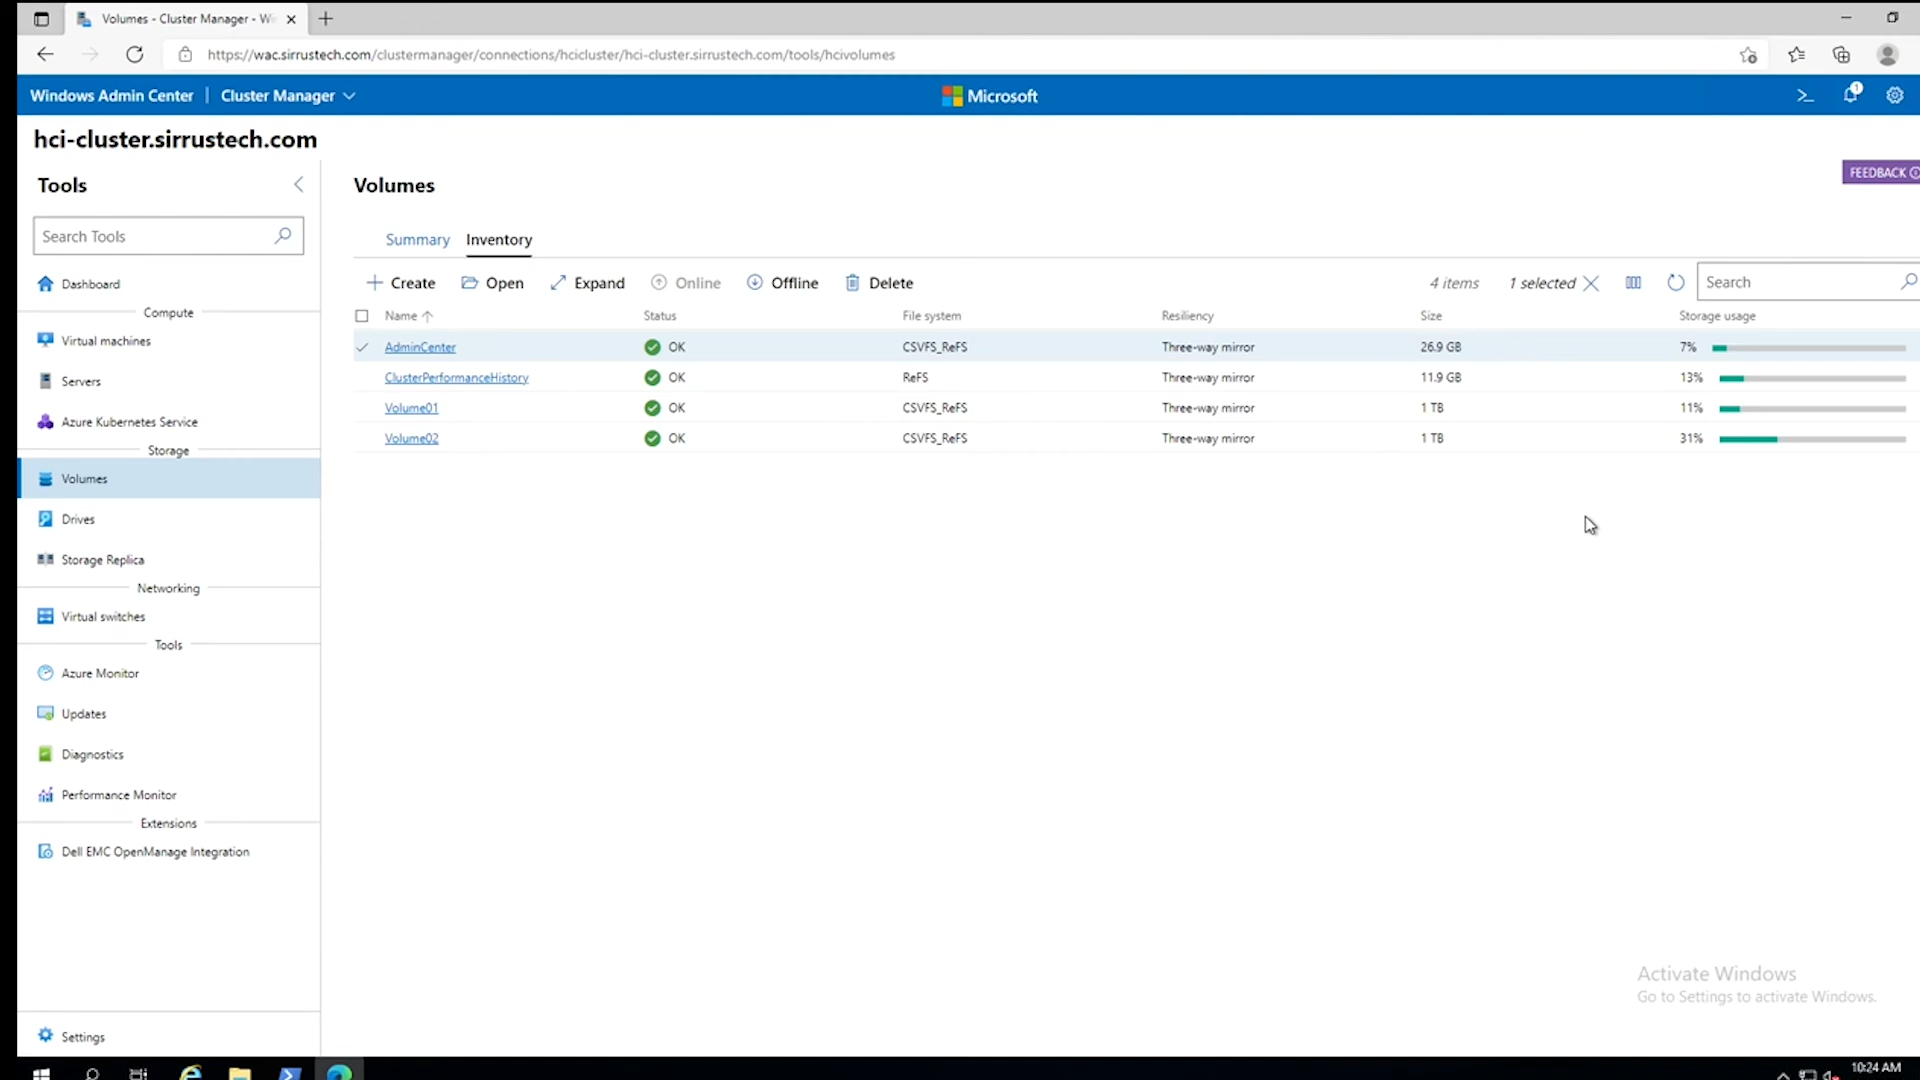 Volumes - Cluster Manager - Wi
https://wac.sirrustech.com/clustermanager/connections/hcicluster/hci-cluster.sirrustech.com/tools/hcivolumes
Windows Admin Center | Cluster Manager
Microsoft
1
hci-cluster.sirrustech.com
Tools
Search Tools
Dashboard
Compute
Virtual machines
Servers
Azure Kubernetes Service
Storage
Volumes
Drives
Storage Replica
Networking
Virtual switches
Tools
Azure Monitor
Updates
Diagnostics
Performance Monitor
Extensions
Dell EMC OpenManage Integration
Settings
Volumes
FEEDBACK
Summary Inventory
Create Open Expand Online Offline Delete 4 items 1 selected Search
Name Status File system Resiliency Size Storage usage
AdminCenter OK CSVFS_ReFS Three-way mirror 26.9 GB 7%
ClusterPerformanceHistory OK ReFS Three-way mirror 11.9 GB 13%
Volume01 OK CSVFS_ReFS Three-way mirror 1 TB 11%
Volume02 OK CSVFS_ReFS Three-way mirror 1 TB 31%
Activate Windows
Go to Settings to activate Windows.
10:24 AM